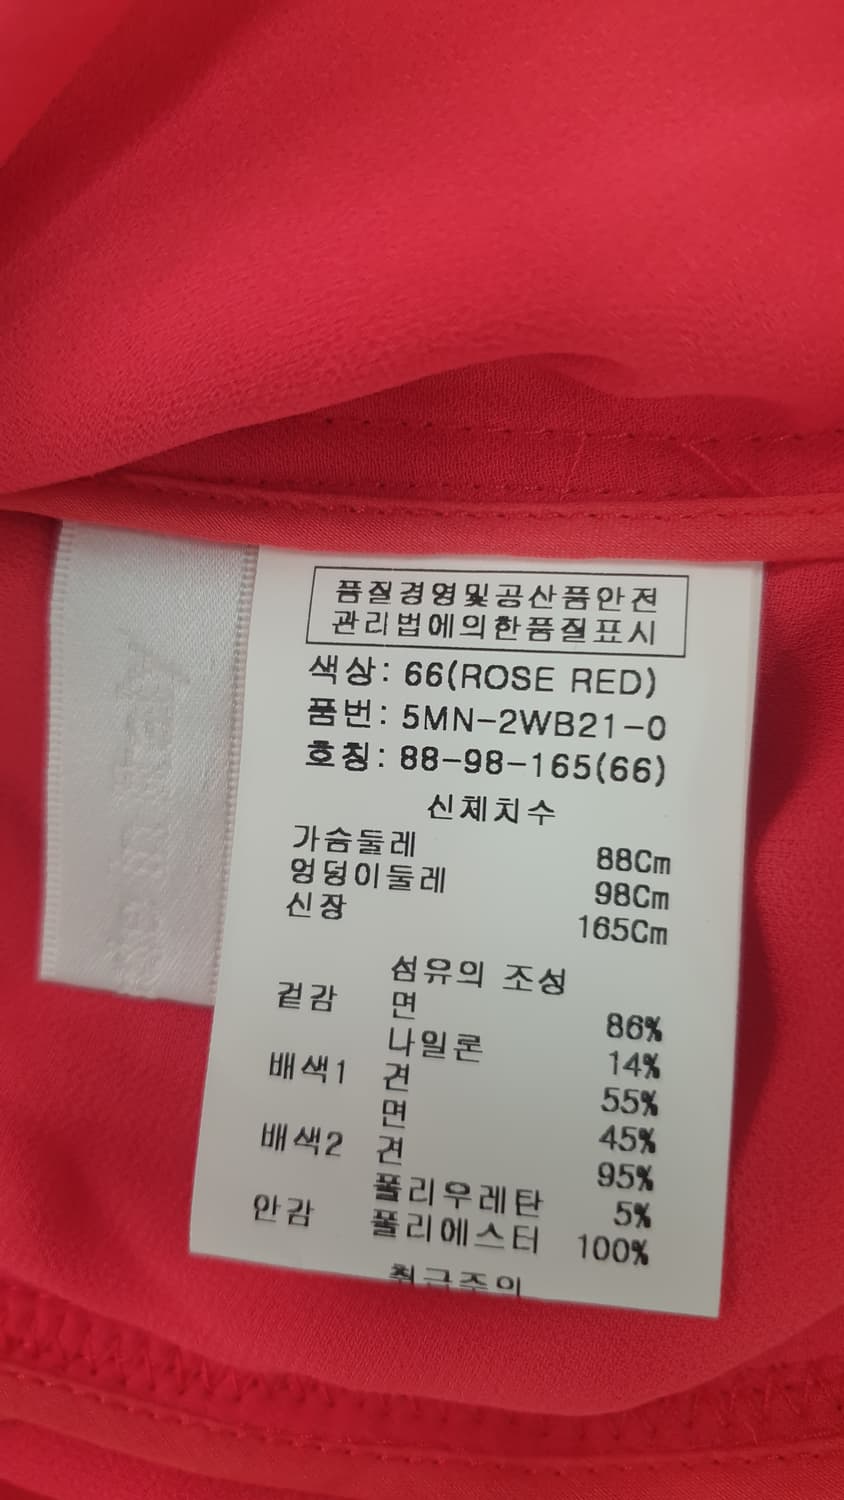 품질경영및공산품안전
관리법에의한품질표시
색상: 66(ROSE RED)
품번: 5MN-2WB21-0
호칭: 88-98-165(66)
신체치수
가슴둘레 88Cm
엉덩이둘레 98Cm
신장 165Cm
섬유의 조성
겉감 면 86%
나일론 14%
배색1 견 55%
면 45%
배색2 견 95%
폴리우레탄 5%
안감 폴리에스터 100%
취급주의